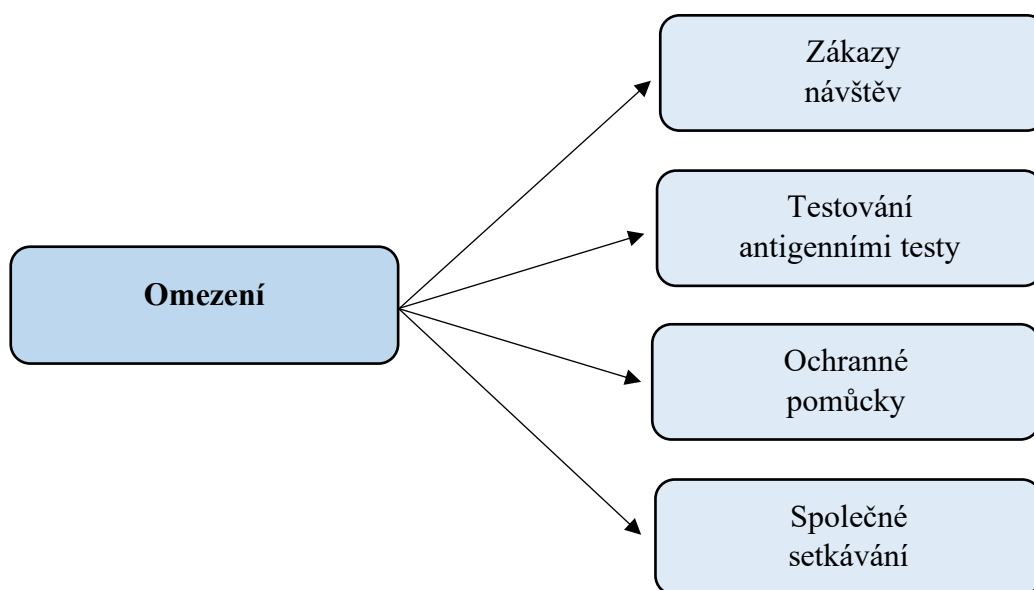 Omezení
Zákazy
návštěv
Testování
antigenními testy
Ochranné
pomůcky
Společné
setkávání